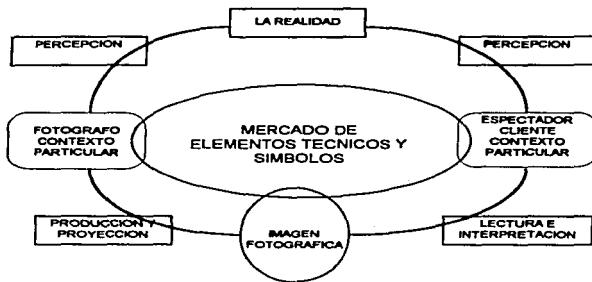 LA REALIDAD
PERCEPCION
PERCEPCION
FOTOGRAFO
CONTEXTO
PARTICULAR
MERCADO DE
ELEMENTOS TECNICOS Y
SIMBOLOS
ESPECTADOR
CLIENTE
CONTEXTO
PARTICULAR
PRODUCCION Y
PROYECCION
IMAGEN
FOTOGRAFICA
LECTURA E
INTERPRETACION